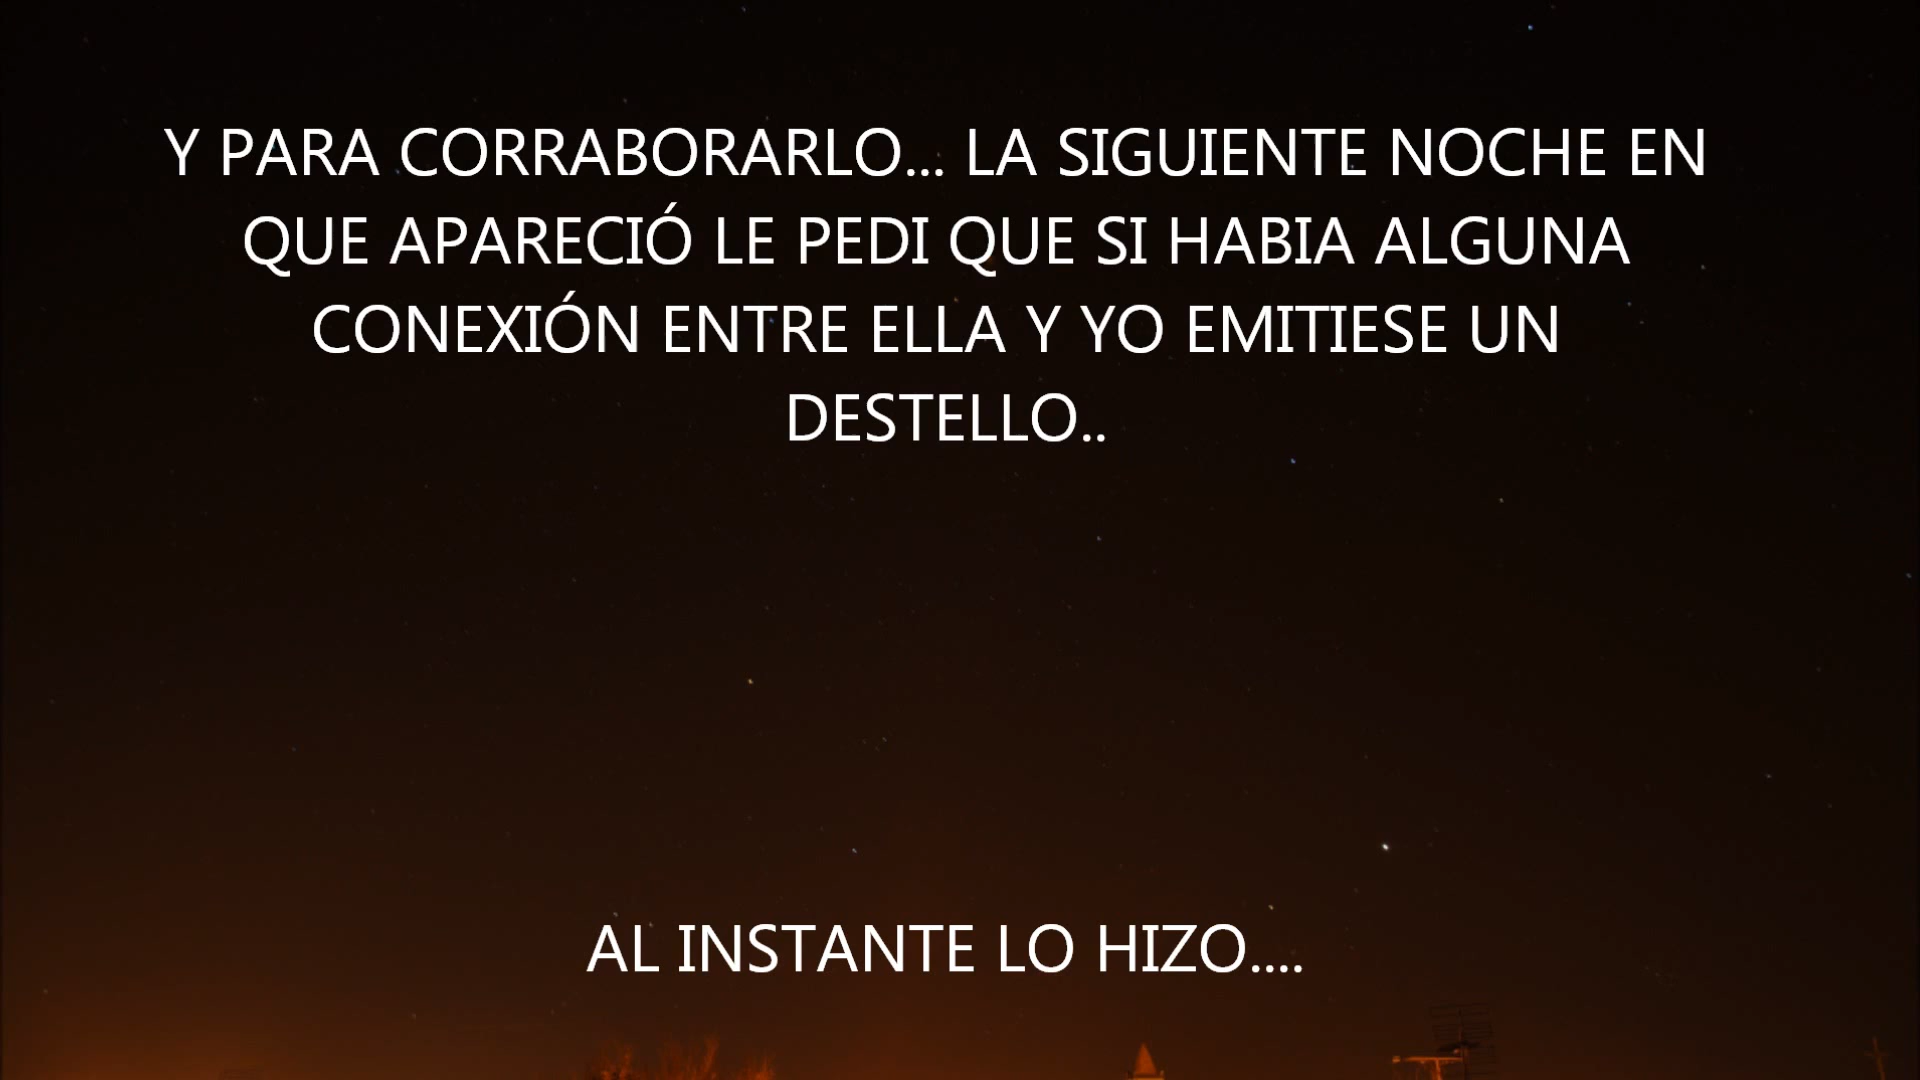 Y PARA CORRABORARLO... LA SIGUIENTE NOCHE EN
QUE APARECIÓ LE PEDI QUE SI HABIA ALGUNA
CONEXIÓN ENTRE ELLA Y YO EMITIESE UN
DESTELLO..
AL INSTANTE LO HIZO....